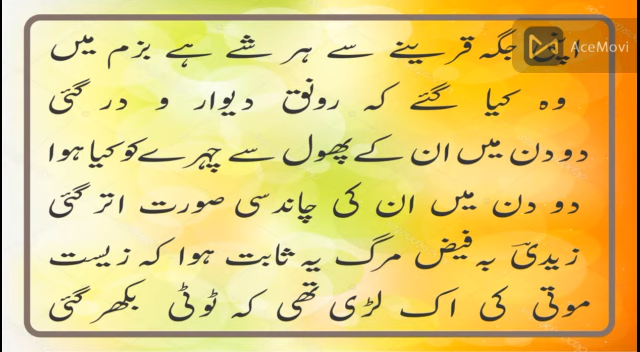 اپنی جگہ قرینے سے ہر شے ہے بزم میں
AceMovi
وہ کیا گئے کہ رونق دیوار و در گئی
دو دن میں ان کے پھول سے چہرے کو کیا ہوا
دو دن میں ان کی چاند سی صورت اتر گئی
زیدیؔ بہ فیض مرگ یہ ثابت ہوا کہ زیست
موتی کی اک لڑی تھی کہ ٹوٹی بکھر گئی